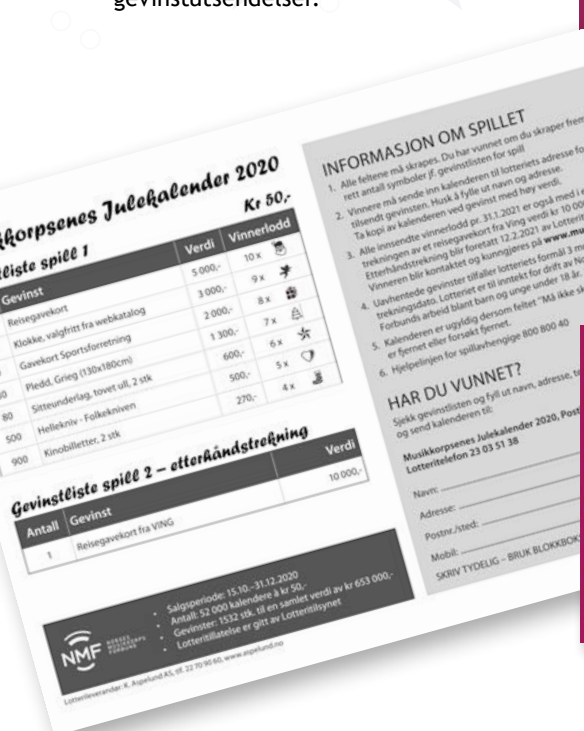 gevinstutsendelser.
Julekalender 2020
Kr 50,-
spill 1
Gevinst Verdi Vinnerlodd
Reisegavekort 5 000,- 10 x
Klokke, valgfritt fra webkatalog 3 000,- 9 x
Gavekort Sportsforretning 2 000,- 8 x
Pledd, Grieg (130x180cm) 1 300,- 7 x
80 Sitteunderlag, tovet ull, 2 stk 600,- 6 x
500 Hellekniv - Folkekniven 500,- 5 x
900 Kinobilletter, 2 stk 270,- 4 x
Gevinstliste spill 2 – etterhåndstrekning
Antall Gevinst Verdi
1 Reisegavekort fra VING 10 000,-
NMF NORGES MUSIKKORPS FORBUND
• Salgsperiode: 15.10.-31.12.2020
• Antall: 52 000 kalendere à kr 50,-
• Gevinster: 1532 stk. til en samlet verdi av kr 653 000,-
• Lotteritillatelse er gitt av Lotteritilsynet
Lotterileverandør: K. Aspelund AS, tlf. 22 70 90 60, www.aspelund.no
INFORMASJON OM SPILLET
1. Alle feltene må skrapes. Du har vunnet om du skraper frem
rett antall symboler jf. gevinstlisten for spill
2. Vinnere må sende inn kalenderen til lotteriets adresse
tilsendt gevinsten. Husk å fylle ut navn og adresse.
Ta kopi av kalenderen ved gevinst med høy verdi.
3. Alle innsendte vinnerlodd pr. 31.1.2021 er også med i
trekningen av et reisegavekort fra Ving verdi kr 10
Etterhåndstrekning blir foretatt 12.2.2021 av
Vinneren blir kontaktet og kunngjøres på
4. Uavhentede gevinster tilfaller lotteriets formål 3
trekningsdato. Lotteriet er til inntekt for drift av
Forbunds arbeid blant barn og unge under 18 år.
5. Kalenderen er ugyldig dersom feltet "Må ikke
er fjernet eller forsøkt fjernet.
6. Hjelpelinjen for spillavhengige 800 800 40
HAR DU VUNNET?
Sjekk gevinstlisten og fyll ut navn, adresse,
og send kalenderen til:
Musikkorpsenes Julekalender 2020,
Lotteritelefon 23 03 51 38
Navn:
Adresse:
Postnr./sted:
Mobil:
SKRIV TYDELIG – BRUK